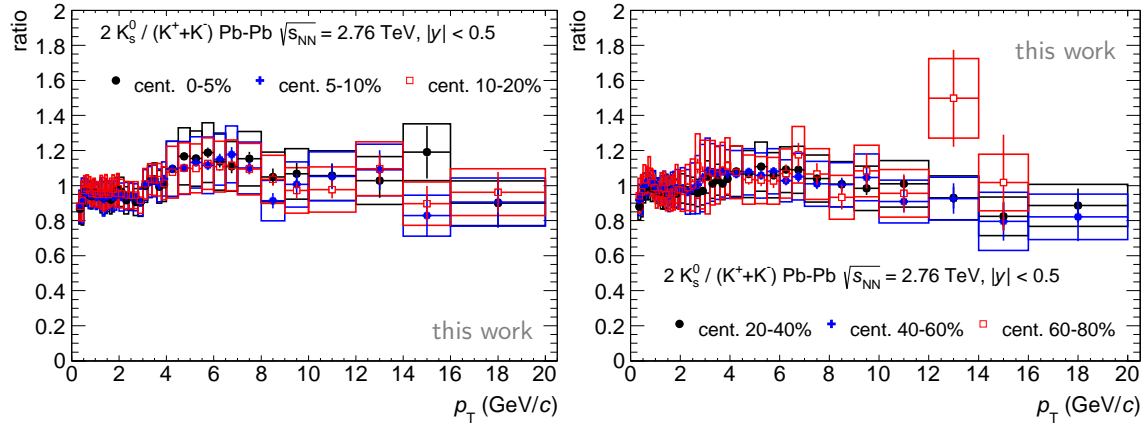 ratio
2 K⁰ₛ / (K⁺+K⁻) Pb-Pb √sNN = 2.76 TeV, |y| < 0.5
cent. 0-5% cent. 5-10% cent. 10-20%
this work
2
1.8
1.6
1.4
1.2
1
0.8
0.6
0.4
0.2
0
0 2 4 6 8 10 12 14 16 18 20
pT (GeV/c)
ratio
this work
2 K⁰ₛ / (K⁺+K⁻) Pb-Pb √sNN = 2.76 TeV, |y| < 0.5
cent. 20-40% cent. 40-60% cent. 60-80%
2
1.8
1.6
1.4
1.2
1
0.8
0.6
0.4
0.2
0
0 2 4 6 8 10 12 14 16 18 20
pT (GeV/c)